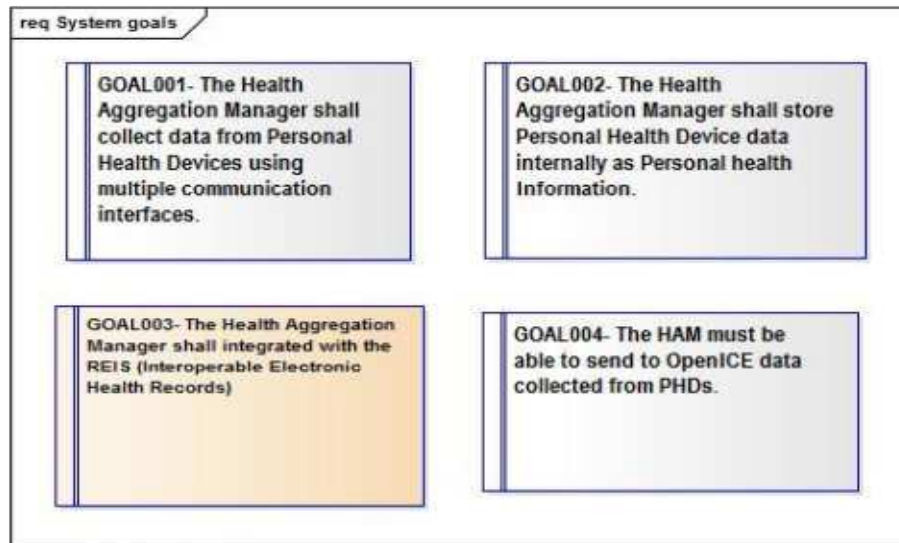 req System goals
GOAL001- The Health
Aggregation Manager shall
collect data from Personal
Health Devices using
multiple communication
interfaces.
GOAL002- The Health
Aggregation Manager shall store
Personal Health Device data
internally as Personal health
Information.
GOAL003- The Health Aggregation
Manager shall integrated with the
REIS (Interoperable Electronic
Health Records)
GOAL004- The HAM must be
able to send to OpenICE data
collected from PHDs.